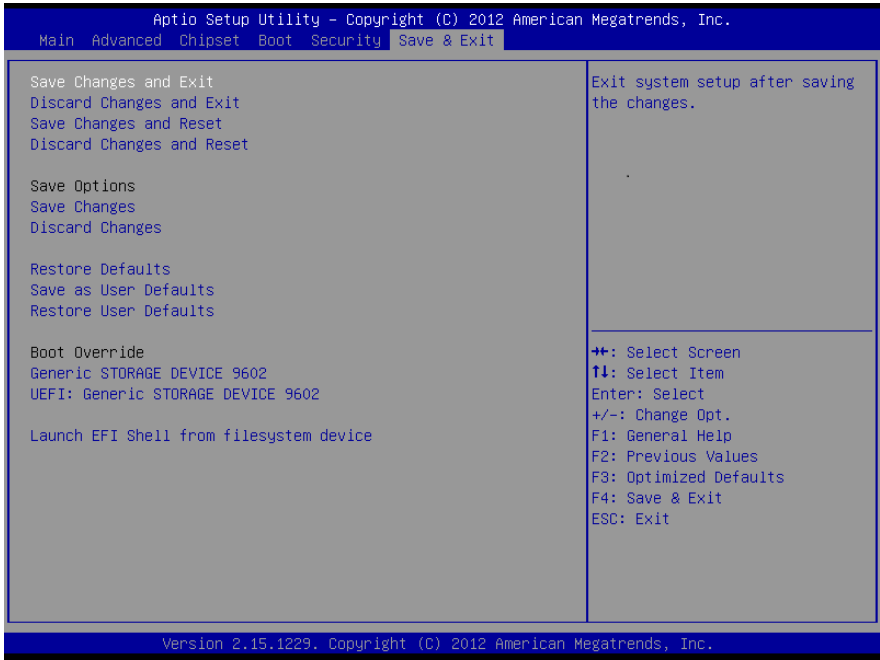 Aptio Setup Utility – Copyright (C) 2012 American Megatrends, Inc.
Main Advanced Chipset Boot Security Save & Exit
Save Changes and Exit
Discard Changes and Exit
Save Changes and Reset
Discard Changes and Reset
Save Options
Save Changes
Discard Changes
Restore Defaults
Save as User Defaults
Restore User Defaults
Boot Override
Generic STORAGE DEVICE 9602
UEFI: Generic STORAGE DEVICE 9602
Launch EFI Shell from filesystem device
Exit system setup after saving
the changes.
→←: Select Screen
↑↓: Select Item
Enter: Select
+/-: Change Opt.
F1: General Help
F2: Previous Values
F3: Optimized Defaults
F4: Save & Exit
ESC: Exit
Version 2.15.1229. Copyright (C) 2012 American Megatrends, Inc.